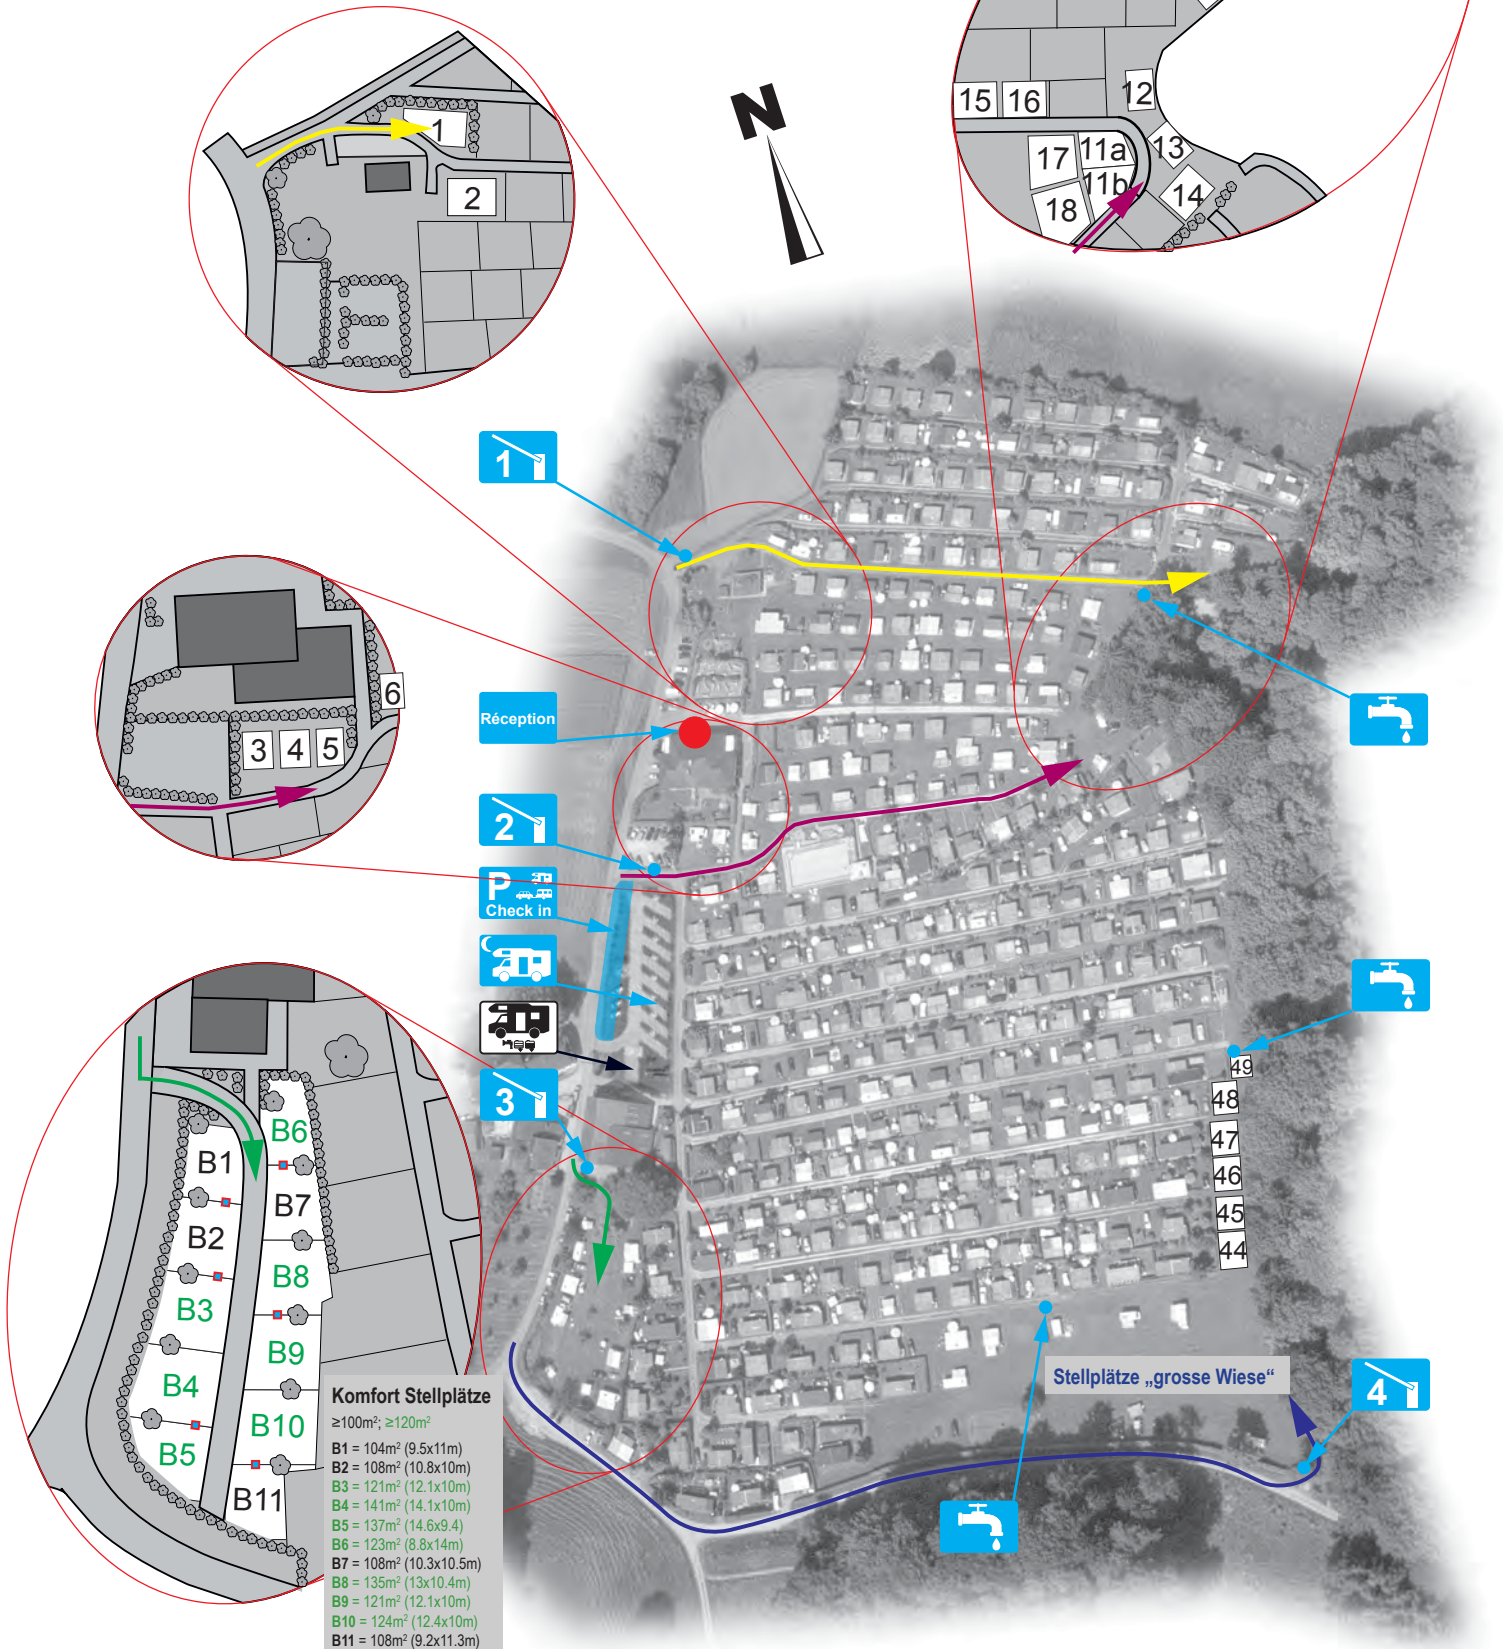 N
1
2
15 16
12
17
11a
13
11b
18
14
1
Réception
6
3 4 5
2
P
Check in
3
49
48
47
46
45
44
B6
B1
B7
B2
B8
B3
B9
B4
B10
B5
B11
Stellplätze „grosse Wiese“
4
Komfort Stellplätze
≥100m²; ≥120m²
B1 = 104m² (9.5x11m)
B2 = 108m² (10.8x10m)
B3 = 121m² (12.1x10m)
B4 = 141m² (14.1x10m)
B5 = 137m² (14.6x9.4)
B6 = 123m² (8.8x14m)
B7 = 108m² (10.3x10.5m)
B8 = 135m² (13x10.4m)
B9 = 121m² (12.1x10m)
B10 = 124m² (12.4x10m)
B11 = 108m² (9.2x11.3m)